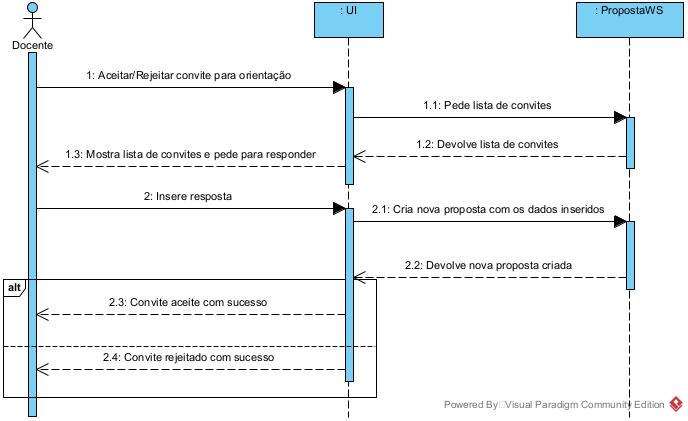 : UI
: PropostaWS
Docente
1: Aceitar/Rejeitar convite para orientação
1.1: Pede lista de convites
1.2: Devolve lista de convites
1.3: Mostra lista de convites e pede para responder
2: Insere resposta
2.1: Cria nova proposta com os dados inseridos
2.2: Devolve nova proposta criada
alt
2.3: Convite aceite com sucesso
2.4: Convite rejeitado com sucesso
Powered By Visual Paradigm Community Edition